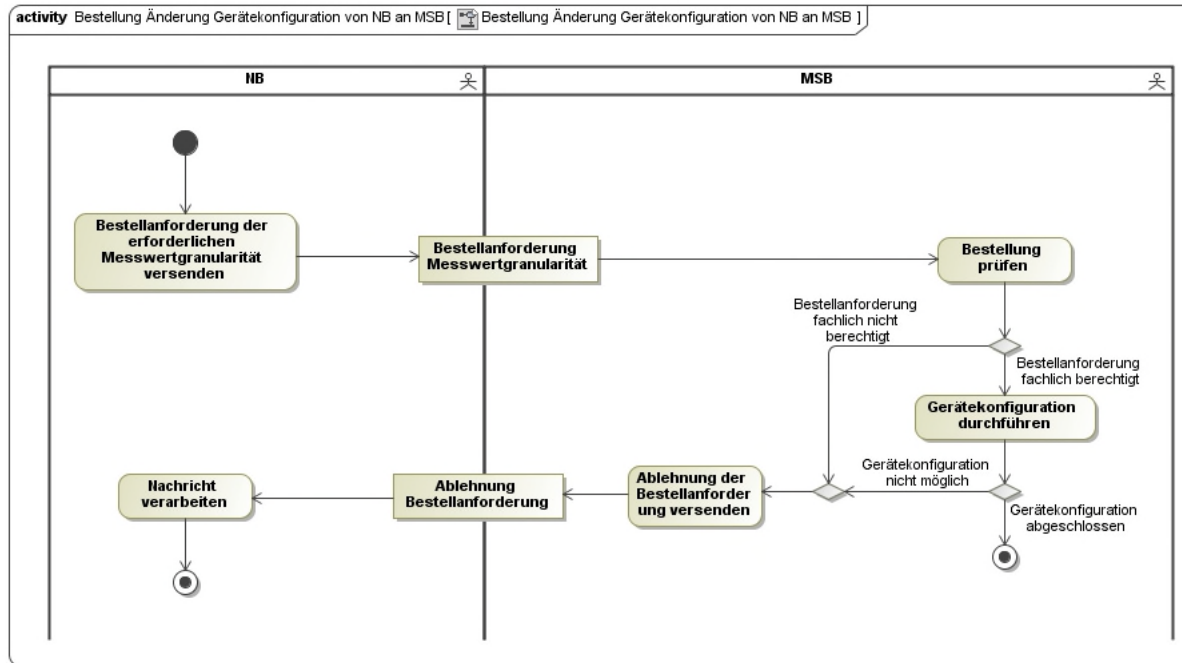 activity Bestellung Änderung Gerätekonfiguration von NB an MSB [ Bestellung Änderung Gerätekonfiguration von NB an MSB ]
NB
MSB
Bestellanforderung der
erforderlichen
Messwertgranularität
versenden
Bestellanforderung
Messwertgranularität
Bestellung
prüfen
Bestellanforderung
fachlich nicht
berechtigt
Bestellanforderung
fachlich berechtigt
Gerätekonfiguration
durchführen
Gerätekonfiguration
nicht möglich
Gerätekonfiguration
abgeschlossen
Ablehnung der
Bestellanforder
ung versenden
Ablehnung
Bestellanforderung
Nachricht
verarbeiten